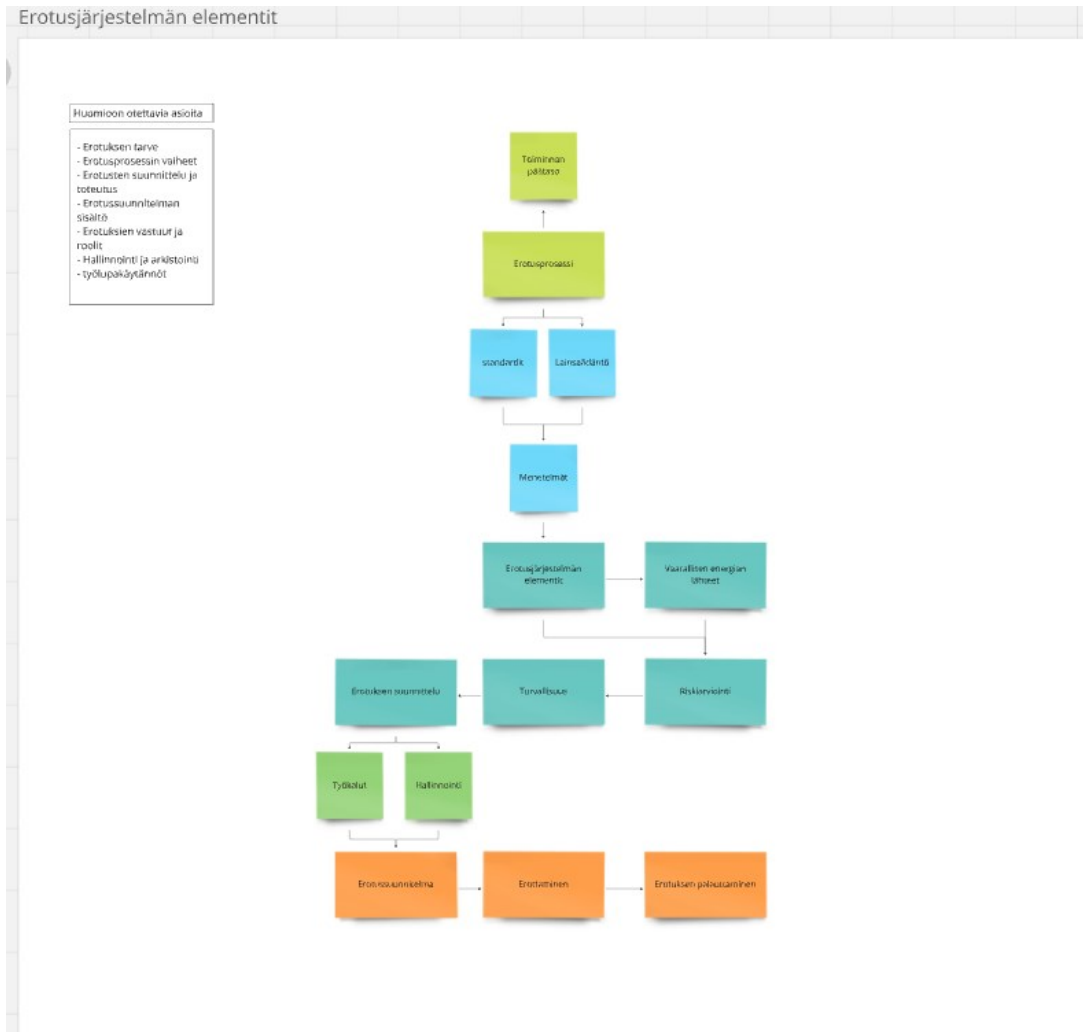 Erotusjärjestelmän elementit
Huomioon otettavia asioita
- Erotuksen tarve
- Erotusprosessin vaiheet
- Erotusten suunnittelu ja
toteutus
- Erotussuunnitelman
sisältö
- Erotuksien vastuut ja
roolit
- Hallinnointi ja arkistointi
- työlupakäytännöt
Toiminnan
Erotusprosessi
standardit
Lainsäädäntö
Menetelmät
Erotusjärjestelmän
elementit
Vaarallisen energian
lähteet
Erotuksen suunnittelu
Turvallisuus
Riskiarviointi
Työkalut
Hallinnointi
Erotussuunnitelma
Erottaminen
Erotuksen palauttaminen